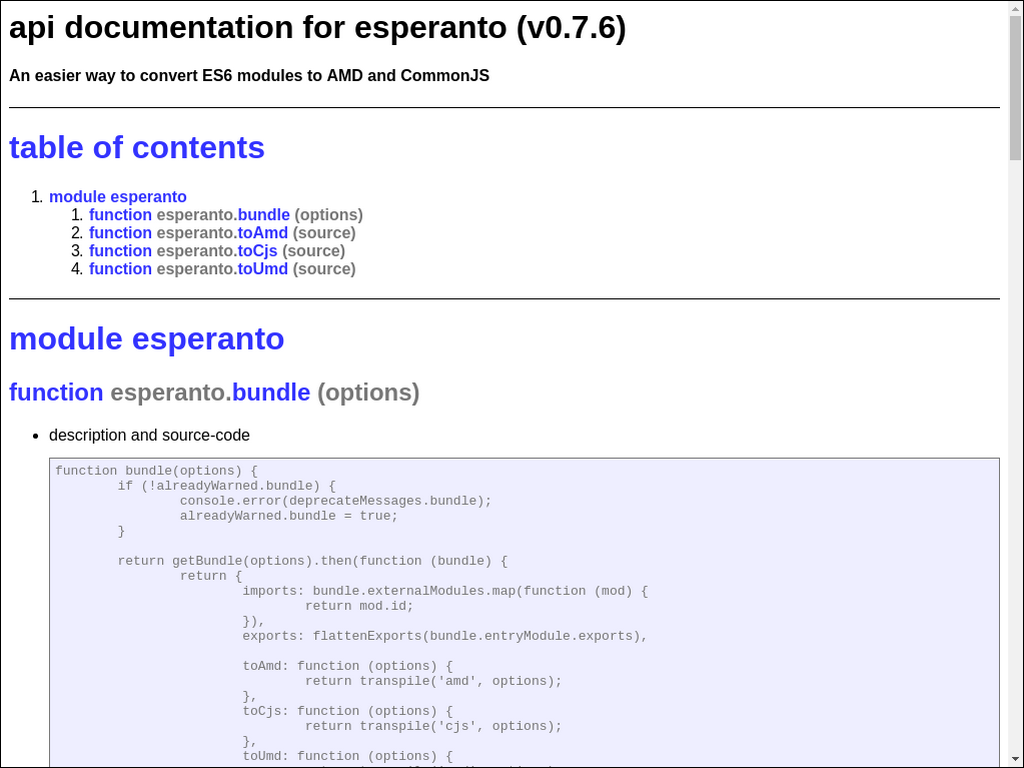 api documentation for esperanto (v0.7.6)
An easier way to convert ES6 modules to AMD and CommonJS
table of contents
1. module esperanto
1. function esperanto.bundle (options)
2. function esperanto.toAmd (source)
3. function esperanto.toCjs (source)
4. function esperanto.toUmd (source)
module esperanto
function esperanto.bundle (options)
• description and source-code
function bundle(options) {
if (!alreadyWarned.bundle) {
console.error(deprecateMessages.bundle);
alreadyWarned.bundle = true;
}
return getBundle(options).then(function (bundle) {
return {
imports: bundle.externalModules.map(function (mod) {
return mod.id;
}),
exports: flattenExports(bundle.entryModule.exports),
toAmd: function (options) {
return transpile('amd', options);
},
toCjs: function (options) {
return transpile('cjs', options);
},
toUmd: function (options) {